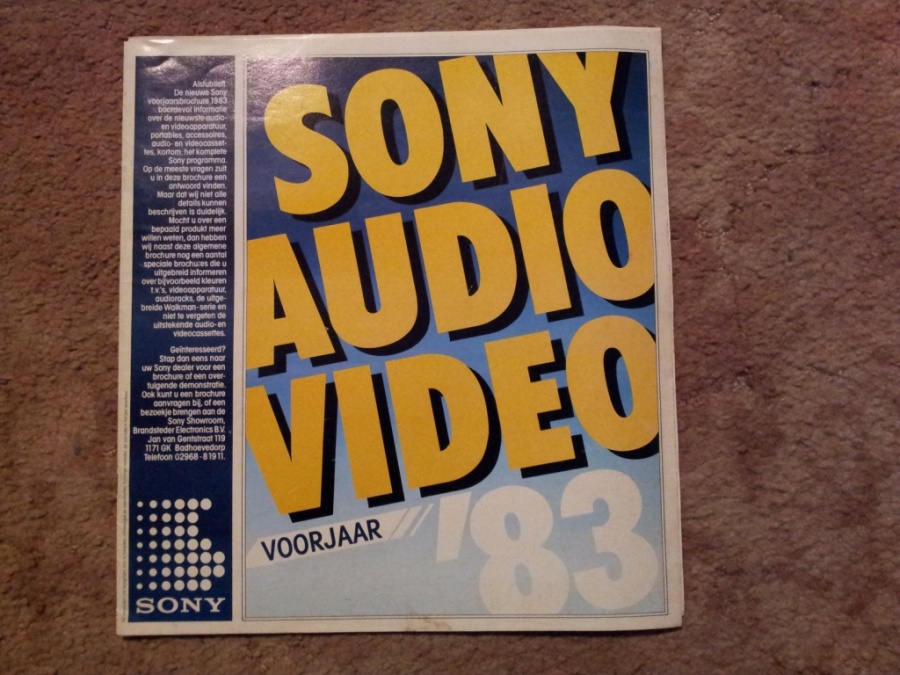 Alstublieft.
De nieuwe Sony
voorjaarsbrochure 1983
boordevol informatie
over de nieuwste audio-
en videoapparatuur,
portables, accessoires,
audio- en videocasset-
tes, kortom: het komplete
Sony programma.
Op de meeste vragen zult
u in deze brochure een
antwoord vinden.
Maar dat wij niet alle
details kunnen
beschrijven is duidelijk.
Mocht u over een
bepaald produkt meer
willen weten, dan hebben
wij naast deze algemene
brochure nog een aantal
speciale brochures die u
uitgebreid informeren
over bijvoorbeeld kleuren
t.v.'s, videoapparatuur,
audioracks, de uitge-
breide Walkman-serie en
niet te vergeten de
uitstekende audio- en
videocassettes.
Geïnteresseerd?
Stap dan eens naar
uw Sony dealer voor een
brochure of een over-
tuigende demonstratie.
Ook kunt u een brochure
aanvragen bij, of een
bezoekje brengen aan de
Sony Showroom,
Brandsteder Electronics B.V.
Jan van Gentstraat 119
1171 GK Badhoevedorp
Telefoon 02968-81911.
SONY
SONY
AUDIO
VIDEO
'83
VOORJAAR